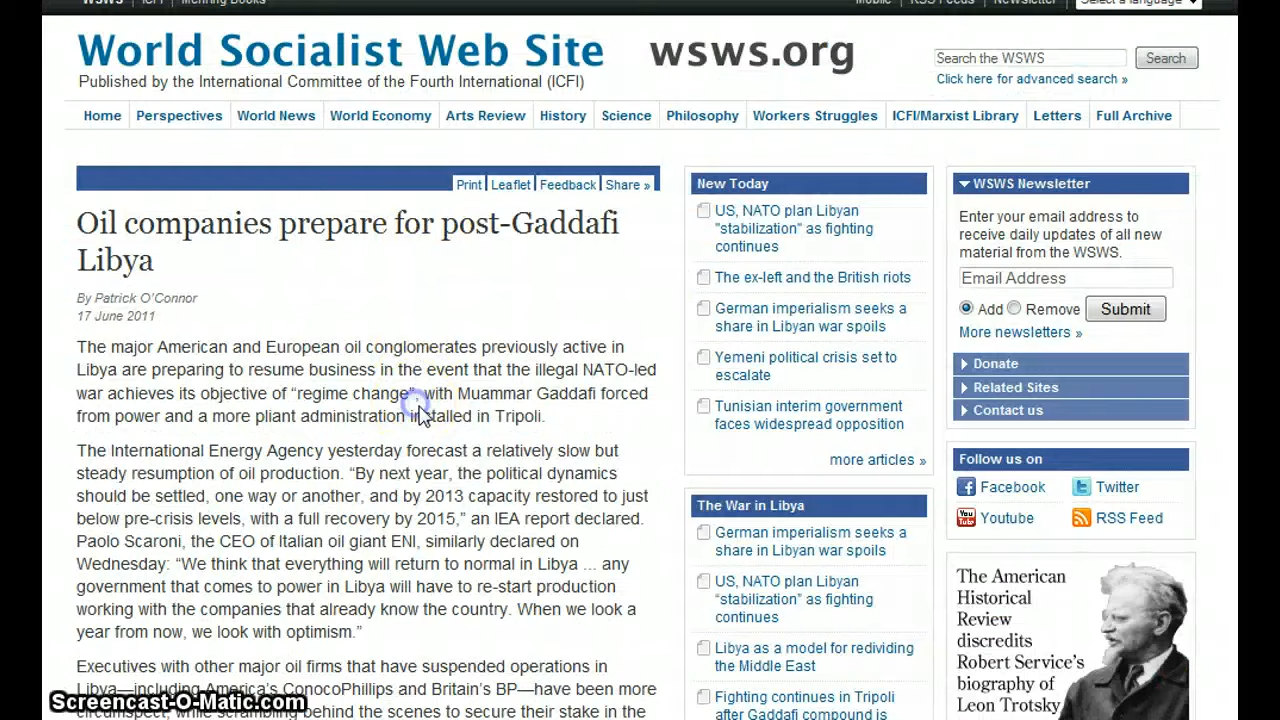 WSWS ICFI Mehring Books Mobile RSS Feeds Newsletter Select a language
World Socialist Web Site wsws.org
Published by the International Committee of the Fourth International (ICFI)
Search the WSWS Search
Click here for advanced search »
Home Perspectives World News World Economy Arts Review History Science Philosophy Workers Struggles ICFI/Marxist Library Letters Full Archive
Print Leaflet Feedback Share »
Oil companies prepare for post-Gaddafi
Libya
By Patrick O’Connor
17 June 2011
The major American and European oil conglomerates previously active in
Libya are preparing to resume business in the event that the illegal NATO-led
war achieves its objective of “regime change”, with Muammar Gaddafi forced
from power and a more pliant administration installed in Tripoli.
The International Energy Agency yesterday forecast a relatively slow but
steady resumption of oil production. “By next year, the political dynamics
should be settled, one way or another, and by 2013 capacity restored to just
below pre-crisis levels, with a full recovery by 2015,” an IEA report declared.
Paolo Scaroni, the CEO of Italian oil giant ENI, similarly declared on
Wednesday: “We think that everything will return to normal in Libya ... any
government that comes to power in Libya will have to re-start production
working with the companies that already know the country. When we look a
year from now, we look with optimism.”
Executives with other major oil firms that have suspended operations in
Libya—including America’s ConocoPhillips and Britain’s BP—have been more
circumspect, while scrambling behind the scenes to secure their stake in the
New Today
US, NATO plan Libyan
"stabilization" as fighting
continues
The ex-left and the British riots
German imperialism seeks a
share in Libyan war spoils
Yemeni political crisis set to
escalate
Tunisian interim government
faces widespread opposition
more articles »
The War in Libya
German imperialism seeks a
share in Libyan war spoils
US, NATO plan Libyan
“stabilization” as fighting
continues
Libya as a model for redividing
the Middle East
Fighting continues in Tripoli
after Gaddafi compound is
WSWS Newsletter
Enter your email address to
receive daily updates of all new
material from the WSWS.
Email Address
Add Remove Submit
More newsletters »
Donate
Related Sites
Contact us
Follow us on
Facebook Twitter
Youtube RSS Feed
The American
Historical
Review
discredits
Robert Service’s
biography of
Leon Trotsky
Screencast-O-Matic.com